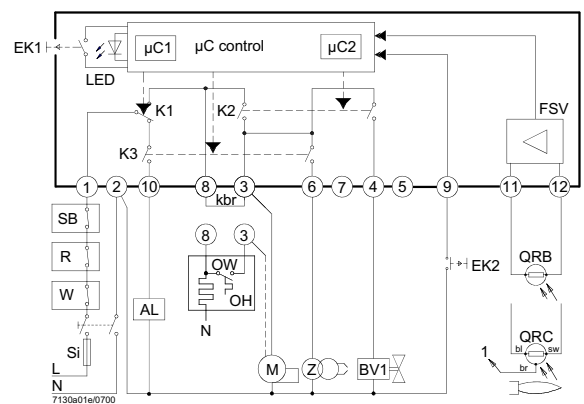 EK1
LED
µC1
µC control
µC2
FSV
K1
K2
K3
1 2 10 8 3 6 7 4 5 9 11 12
kbr
SB
R
W
Si
L
N
7130a01e/0700
AL
8 3
OW
OH
N
M
Z
BV1
EK2
QRB
QRC
bl sw
br
1